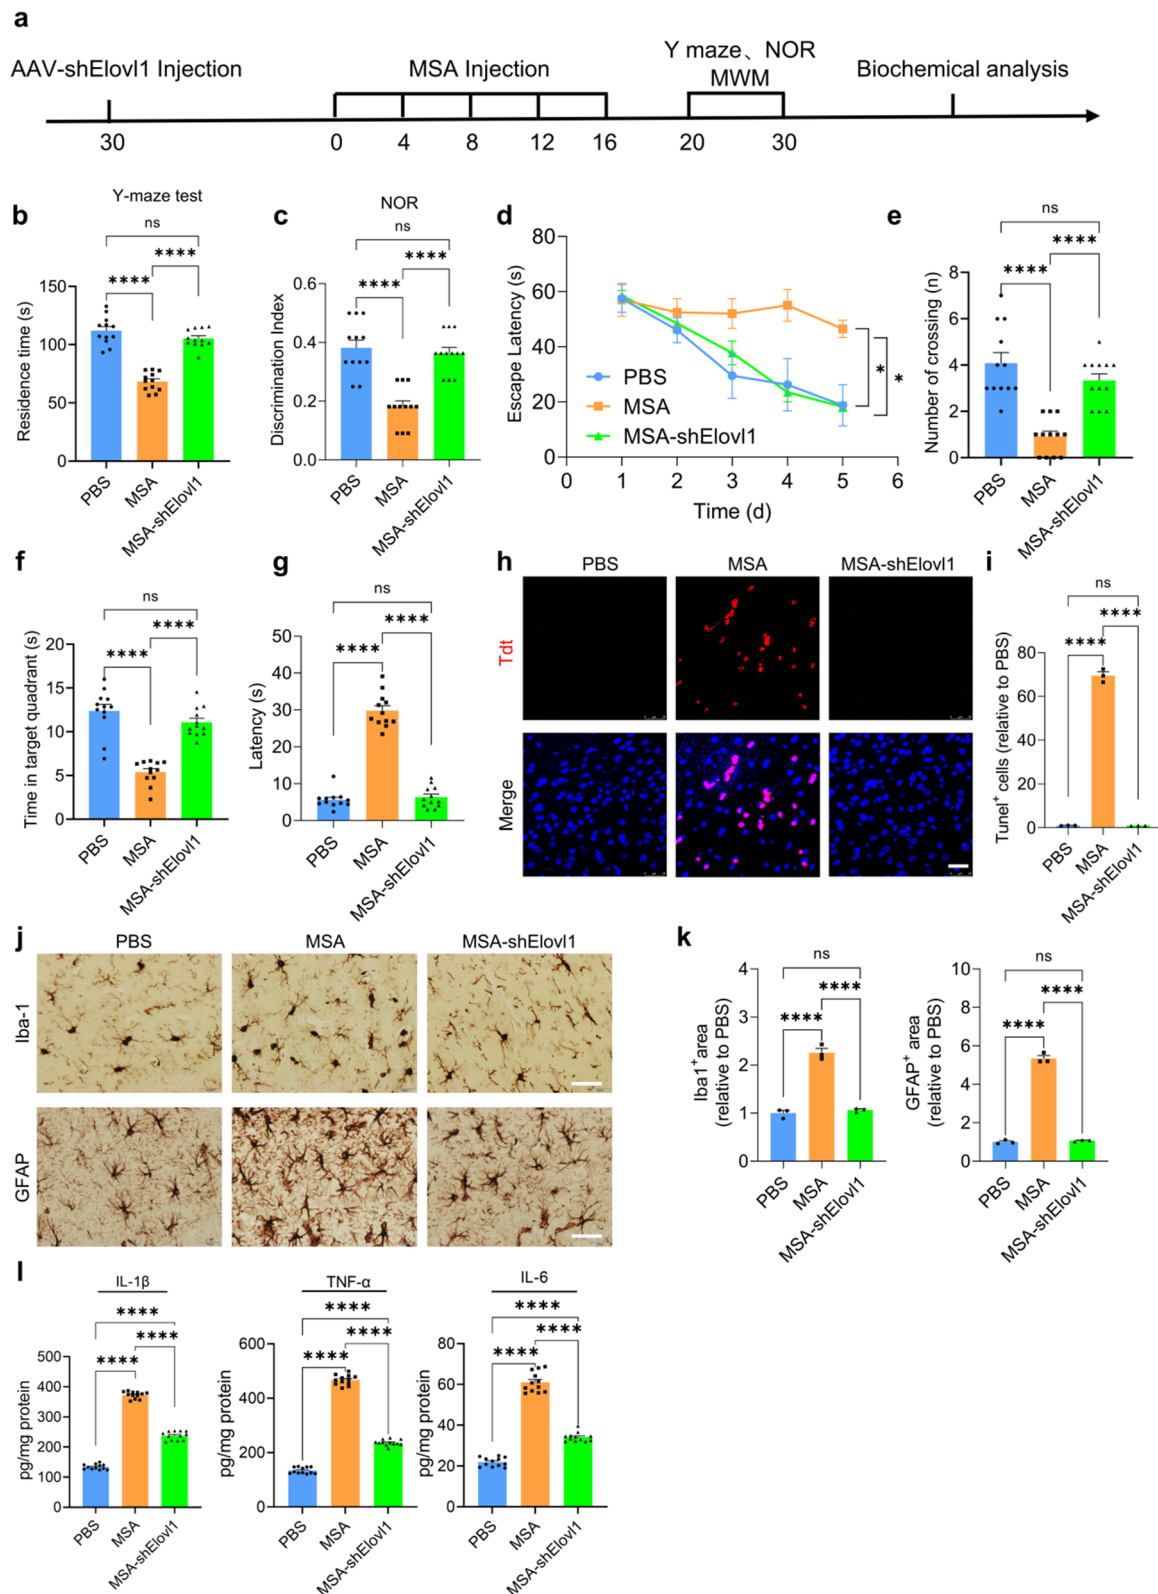 a
AAV-shElovl1 Injection
MSA Injection
Y maze、NOR
MWM
Biochemical analysis
30 0 4 8 12 16 20 30
b
Y-maze test
ns
****
****
Residence time (s)
150
100
50
0
PBS
MSA
MSA-shElovl1
c
NOR
ns
****
****
Discrimination Index
0.6
0.4
0.2
0.0
PBS
MSA
MSA-shElovl1
d
Escape Latency (s)
80
60
40
20
0
PBS
MSA
MSA-shElovl1
*
*
0 1 2 3 4 5 6
Time (d)
e
ns
****
****
Number of crossing (n)
8
6
4
2
0
PBS
MSA
MSA-shElovl1
f
ns
****
****
Time in target quadrant (s)
20
15
10
5
0
PBS
MSA
MSA-shElovl1
g
ns
****
****
Latency (s)
50
40
30
20
10
0
PBS
MSA
MSA-shElovl1
h
PBS
MSA
MSA-shElovl1
Tdt
Merge
i
ns
****
****
Tunel+ cells (relative to PBS)
80
60
40
20
0
PBS
MSA
MSA-shElovl1
j
PBS
MSA
MSA-shElovl1
Iba-1
GFAP
k
ns
****
****
Iba1+ area
(relative to PBS)
4
3
2
1
0
PBS
MSA
MSA-shElovl1
ns
****
****
GFAP+ area
(relative to PBS)
10
8
6
4
2
0
PBS
MSA
MSA-shElovl1
l
IL-1β
****
****
****
pg/mg protein
500
400
300
200
100
0
PBS
MSA
MSA-shElovl1
TNF-α
****
****
****
pg/mg protein
600
400
200
0
PBS
MSA
MSA-shElovl1
IL-6
****
****
****
pg/mg protein
80
60
40
20
0
PBS
MSA
MSA-shElovl1